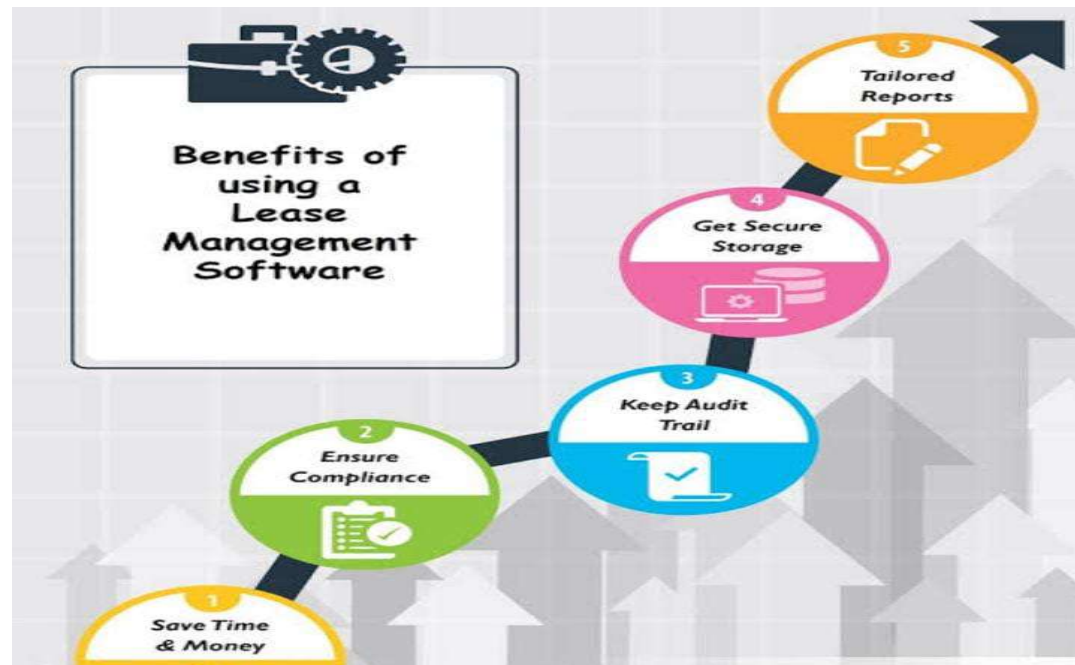 Benefits of
using a
Lease
Management
Software
1
Save Time
& Money
2
Ensure
Compliance
3
Keep Audit
Trail
4
Get Secure
Storage
5
Tailored
Reports